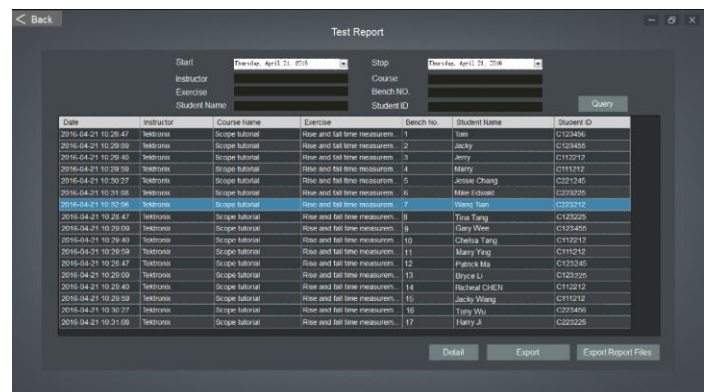 < Back
Test Report
Start Thursday, April 21, 2016 Stop Thursday, April 21, 2016
Instructor Course
Exercise Bench NO.
Student Name Student ID Query
Date Instructor Course Name Exercise Bench No. Student Name Student ID
2016-04-21 10:28:47 Tektronix Scope tutorial Rise and fall time measurem... 1 Tom C123456
2016-04-21 10:29:09 Tektronix Scope tutorial Rise and fall time measurem... 2 Jacky C123455
2016-04-21 10:29:40 Tektronix Scope tutorial Rise and fall time measurem... 3 Jerry C112212
2016-04-21 10:29:59 Tektronix Scope tutorial Rise and fall time measurem... 4 Marry C111212
2016-04-21 10:30:27 Tektronix Scope tutorial Rise and fall time measurem... 5 Jessie Chang C221245
2016-04-21 10:31:08 Tektronix Scope tutorial Rise and fall time measurem... 6 Mike Edwald C223225
2016-04-21 10:32:06 Tektronix Scope tutorial Rise and fall time measurem... 7 Wang Tian C223212
2016-04-21 10:28:47 Tektronix Scope tutorial Rise and fall time measurem... 8 Tina Tang C123225
2016-04-21 10:29:09 Tektronix Scope tutorial Rise and fall time measurem... 9 Gary Wee C123455
2016-04-21 10:29:40 Tektronix Scope tutorial Rise and fall time measurem... 10 Chelsa Tang C112212
2016-04-21 10:29:59 Tektronix Scope tutorial Rise and fall time measurem... 11 Marry Ying C111212
2016-04-21 10:28:47 Tektronix Scope tutorial Rise and fall time measurem... 12 Patrick Ma C123245
2016-04-21 10:29:09 Tektronix Scope tutorial Rise and fall time measurem... 13 Bryce Li C123225
2016-04-21 10:29:40 Tektronix Scope tutorial Rise and fall time measurem... 14 Richeal CHEN C112212
2016-04-21 10:29:59 Tektronix Scope tutorial Rise and fall time measurem... 15 Jacky Wang C111212
2016-04-21 10:30:27 Tektronix Scope tutorial Rise and fall time measurem... 16 Tony Wu C223456
2016-04-21 10:31:08 Tektronix Scope tutorial Rise and fall time measurem... 17 Harry Ji C223225
Detail Export Export Report Files